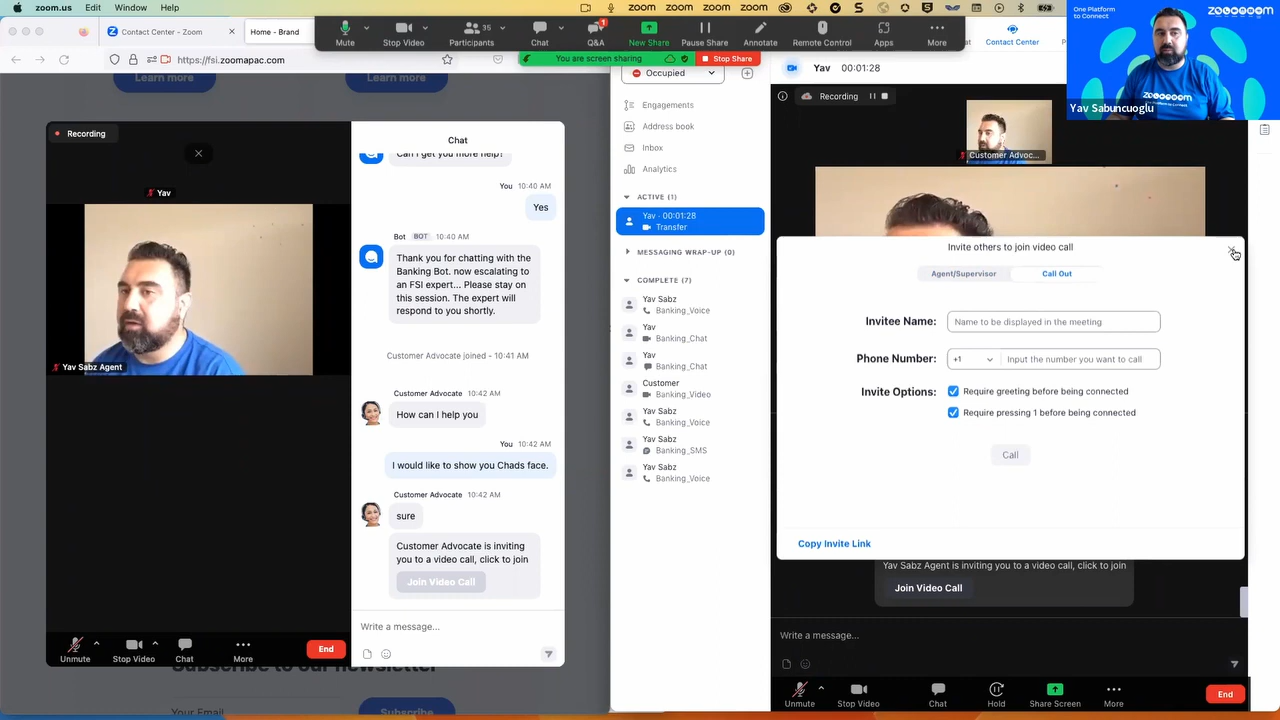 zoom.us
Edit
Window
Help
zoom
zoom
zoom
zoom
Contact Center - Zoom
Home - Brand
https://fsi.zoomapac.com
Mute
Stop Video
Participants
35
Chat
Q&A
1
New Share
Pause Share
Annotate
Remote Control
Apps
More
You are screen sharing
Stop Share
Contact Center
One Platform
to Connect
zoooooom
zoooooom
Yav Sabuncuoglu
Learn more
Learn more
Recording
Yav
Yav Sabz Agent
Unmute
Stop Video
Chat
More
End
Chat
Can I get you more help?
You 10:40 AM
Yes
Bot BOT 10:40 AM
Thank you for chatting with the
Banking Bot. now escalating to
an FSI expert... Please stay on
this session. The expert will
respond to you shortly.
Customer Advocate joined - 10:41 AM
Customer Advocate 10:42 AM
How can I help you
You 10:42 AM
I would like to show you Chads face.
Customer Advocate 10:42 AM
sure
Customer Advocate is inviting
you to a video call, click to join
Join Video Call
Write a message...
Subscribe to our newsletter
Your Email
Subscribe
Occupied
Engagements
Address book
Inbox
Analytics
ACTIVE (1)
Yav - 00:01:28
Transfer
MESSAGING WRAP-UP (0)
COMPLETE (7)
Yav Sabz
Banking_Voice
Yav
Banking_Chat
Yav
Banking_Chat
Customer
Banking_Video
Yav Sabz
Banking_Voice
Yav Sabz
Banking_SMS
Yav Sabz
Banking_Voice
Yav 00:01:28
Recording
Customer Advoc...
Invite others to join video call
Agent/Supervisor
Call Out
Invitee Name:
Name to be displayed in the meeting
Phone Number:
+1
Input the number you want to call
Invite Options:
Require greeting before being connected
Require pressing 1 before being connected
Call
Copy Invite Link
Yav Sabz Agent is inviting you to a video call, click to join
Join Video Call
Write a message...
Unmute
Stop Video
Chat
Hold
Share Screen
More
End